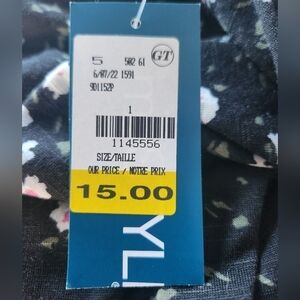 GT
5 502 61
6/07/22 1591
9D1152P
1
1145556
SIZE/TAILLE
OUR PRICE / NOTRE PRIX
15.00
YL